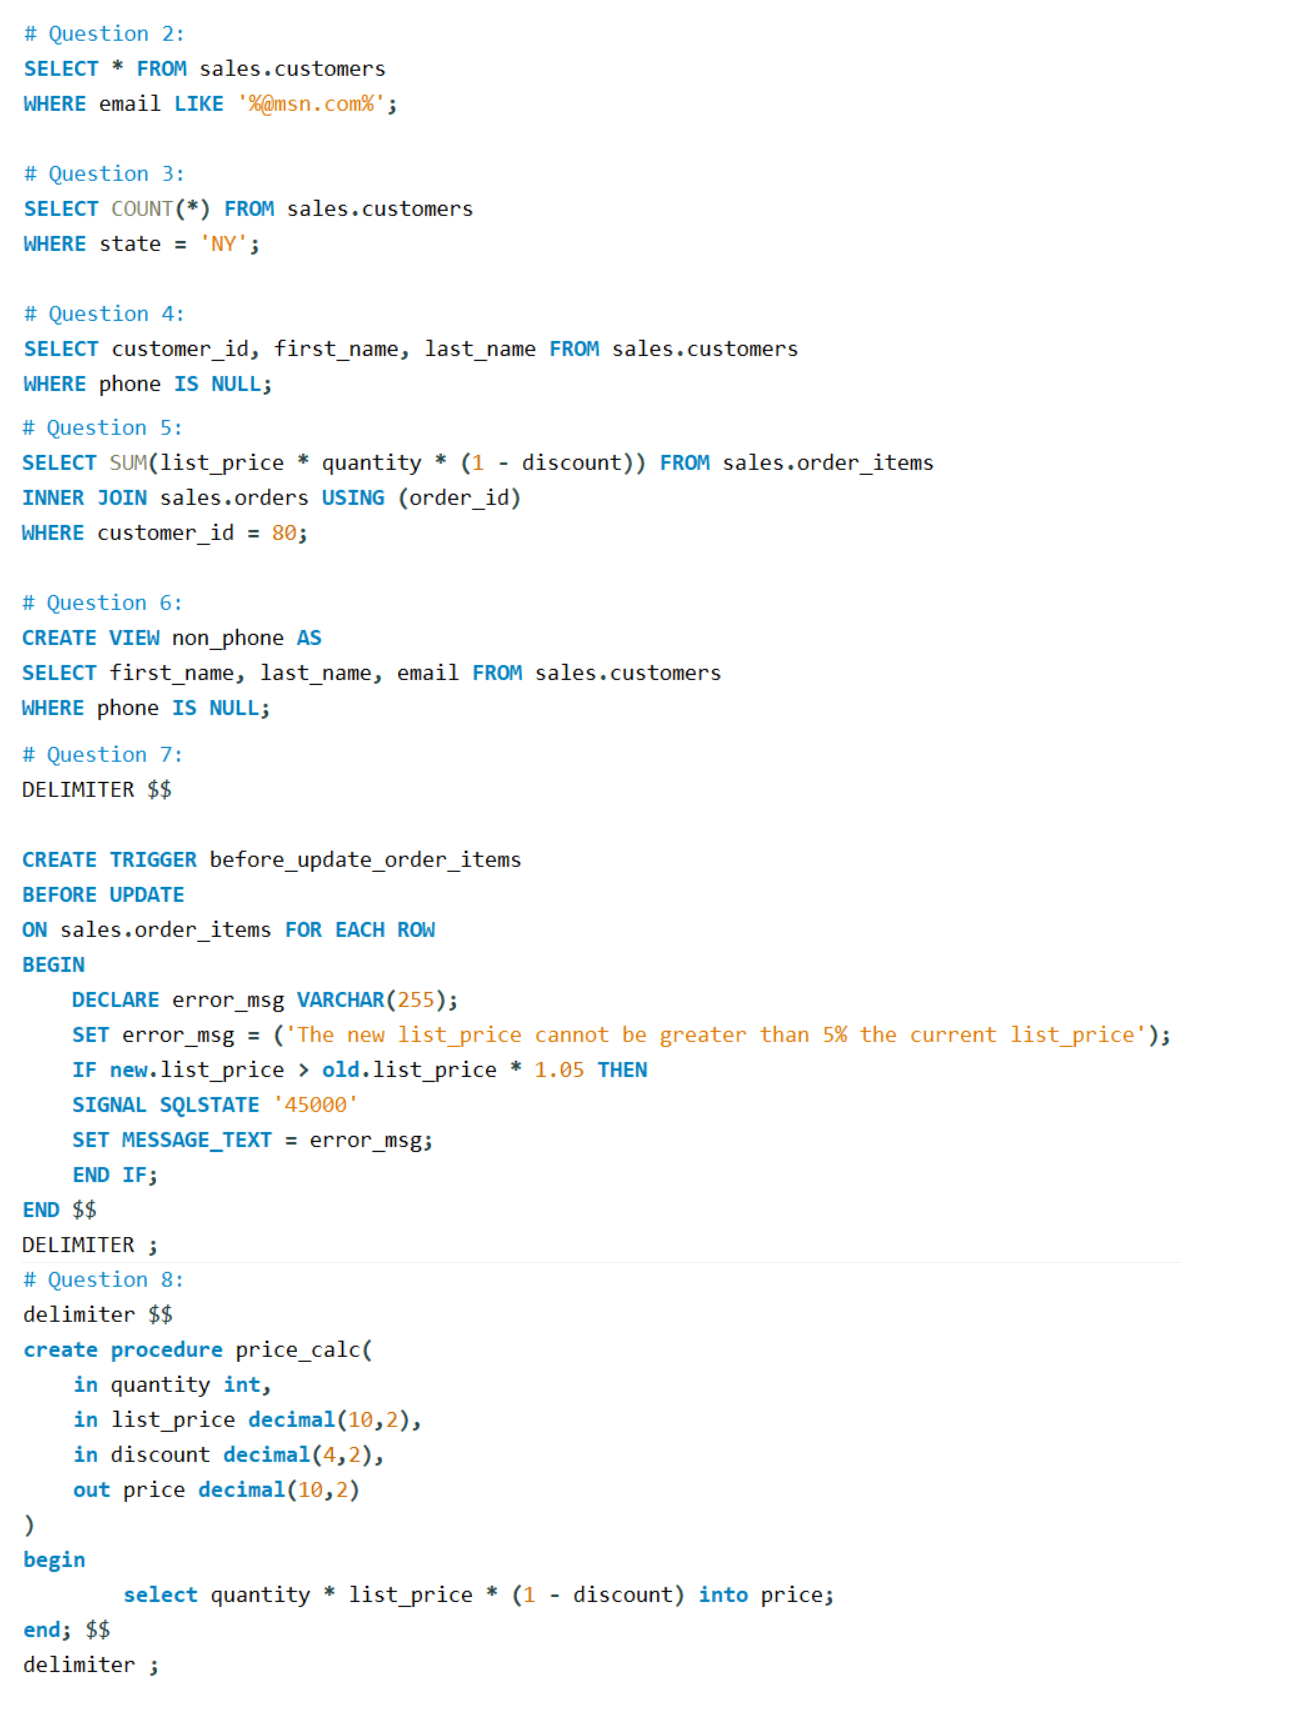 # Question 2:
SELECT * FROM sales.customers
WHERE email LIKE '%@msn.com%';
# Question 3:
SELECT COUNT(*) FROM sales.customers
WHERE state = 'NY';
# Question 4:
SELECT customer_id, first_name, last_name FROM sales.customers
WHERE phone IS NULL;
# Question 5:
SELECT SUM(list_price * quantity * (1 - discount)) FROM sales.order_items
INNER JOIN sales.orders USING (order_id)
WHERE customer_id = 80;
# Question 6:
CREATE VIEW non_phone AS
SELECT first_name, last_name, email FROM sales.customers
WHERE phone IS NULL;
# Question 7:
DELIMITER $$
CREATE TRIGGER before_update_order_items
BEFORE UPDATE
ON sales.order_items FOR EACH ROW
BEGIN
    DECLARE error_msg VARCHAR(255);
    SET error_msg = ('The new list_price cannot be greater than 5% the current list_price');
    IF new.list_price > old.list_price * 1.05 THEN
    SIGNAL SQLSTATE '45000'
    SET MESSAGE_TEXT = error_msg;
    END IF;
END $$
DELIMITER ;
# Question 8:
delimiter $$
create procedure price_calc(
    in quantity int,
    in list_price decimal(10,2),
    in discount decimal(4,2),
    out price decimal(10,2)
)
begin
        select quantity * list_price * (1 - discount) into price;
end; $$
delimiter ;